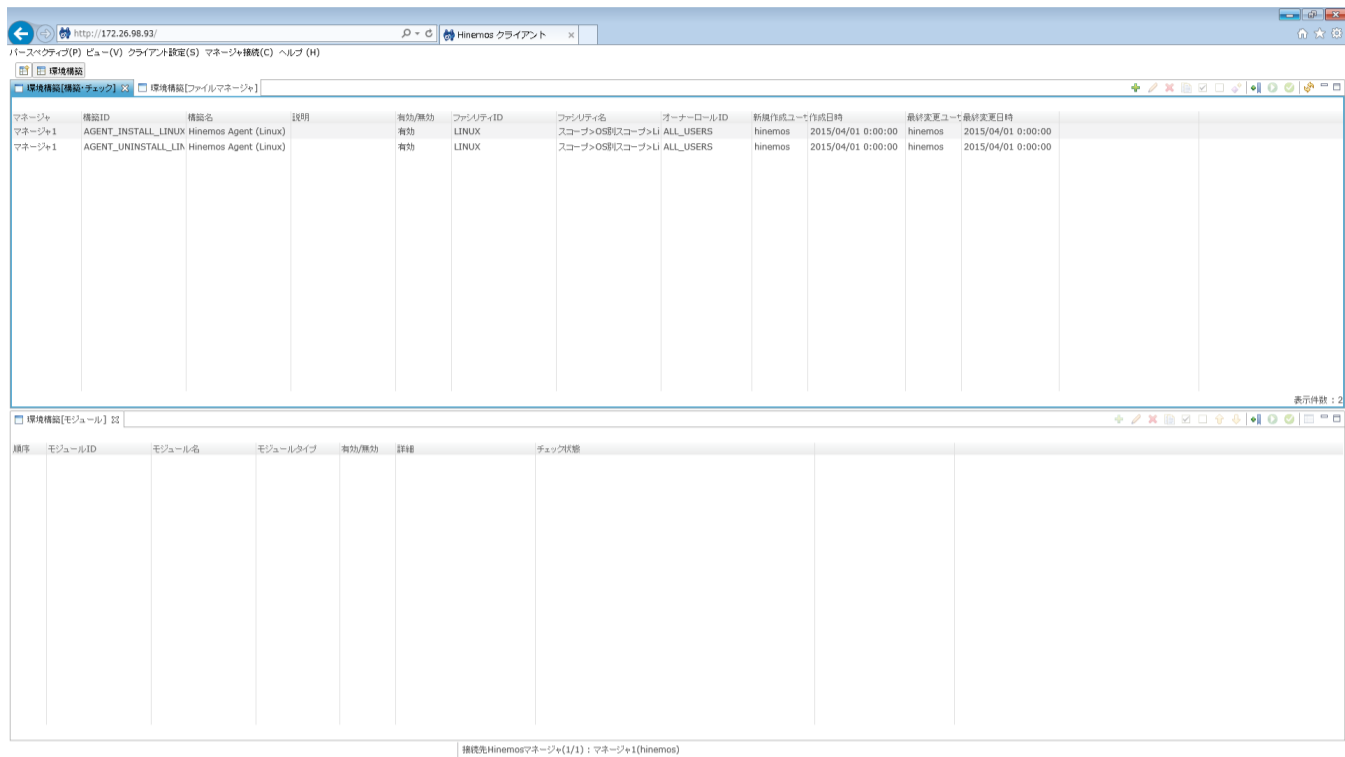 http://172.26.98.93/
Hinemos クライアント
パースペクティブ(P) ビュー(V) クライアント設定(S) マネージャ接続(C) ヘルプ (H)
環境構築
環境構築[構築・チェック] 環境構築[ファイルマネージャ]
マネージャ 構築ID 構築名 説明 有効/無効 ファシリティID ファシリティ名 オーナーロールID 新規作成ユーサ 作成日時 最終変更ユーサ 最終変更日時
マネージャ1 AGENT_INSTALL_LINUX Hinemos Agent (Linux) 有効 LINUX スコープ>OS別スコープ>Li ALL_USERS hinemos 2015/04/01 0:00:00 hinemos 2015/04/01 0:00:00
マネージャ1 AGENT_UNINSTALL_LIN Hinemos Agent (Linux) 有効 LINUX スコープ>OS別スコープ>Li ALL_USERS hinemos 2015/04/01 0:00:00 hinemos 2015/04/01 0:00:00
表示件数 : 2
環境構築[モジュール]
順序 モジュールID モジュール名 モジュールタイプ 有効/無効 詳細 チェック状態
接続先Hinemosマネージャ(1/1) : マネージャ1(hinemos)